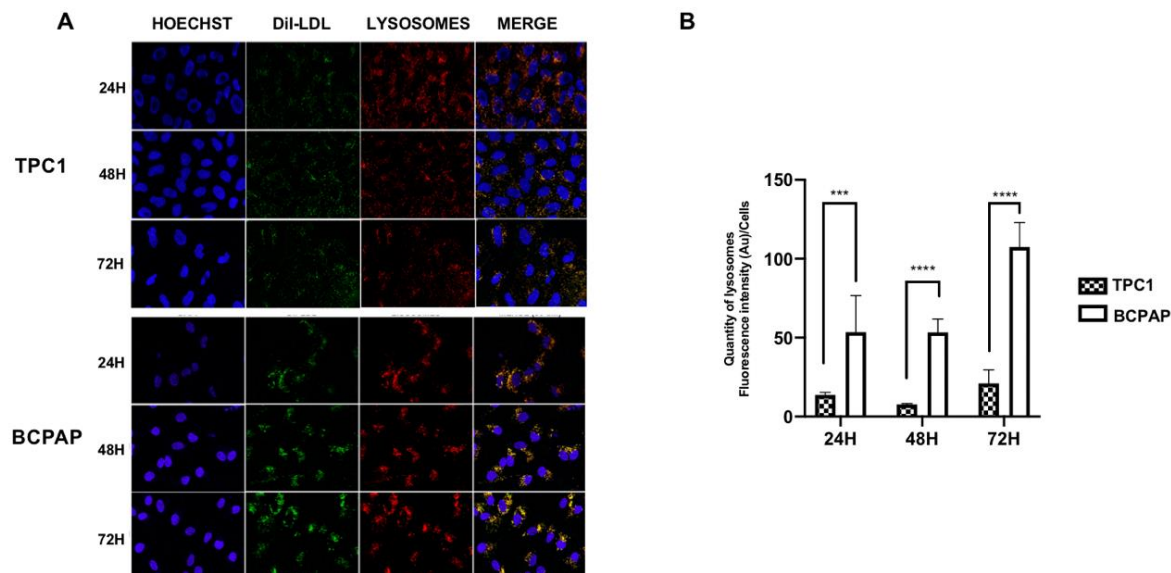 A
HOECHST DiI-LDL LYSOSOMES MERGE
24H
TPC1
48H
72H
24H
BCPAP
48H
72H
B
Quantity of lysosomes
Fluorescence intensity (Au)/Cells
150
100
50
0
***
****
****
24H 48H 72H
TPC1
BCPAP